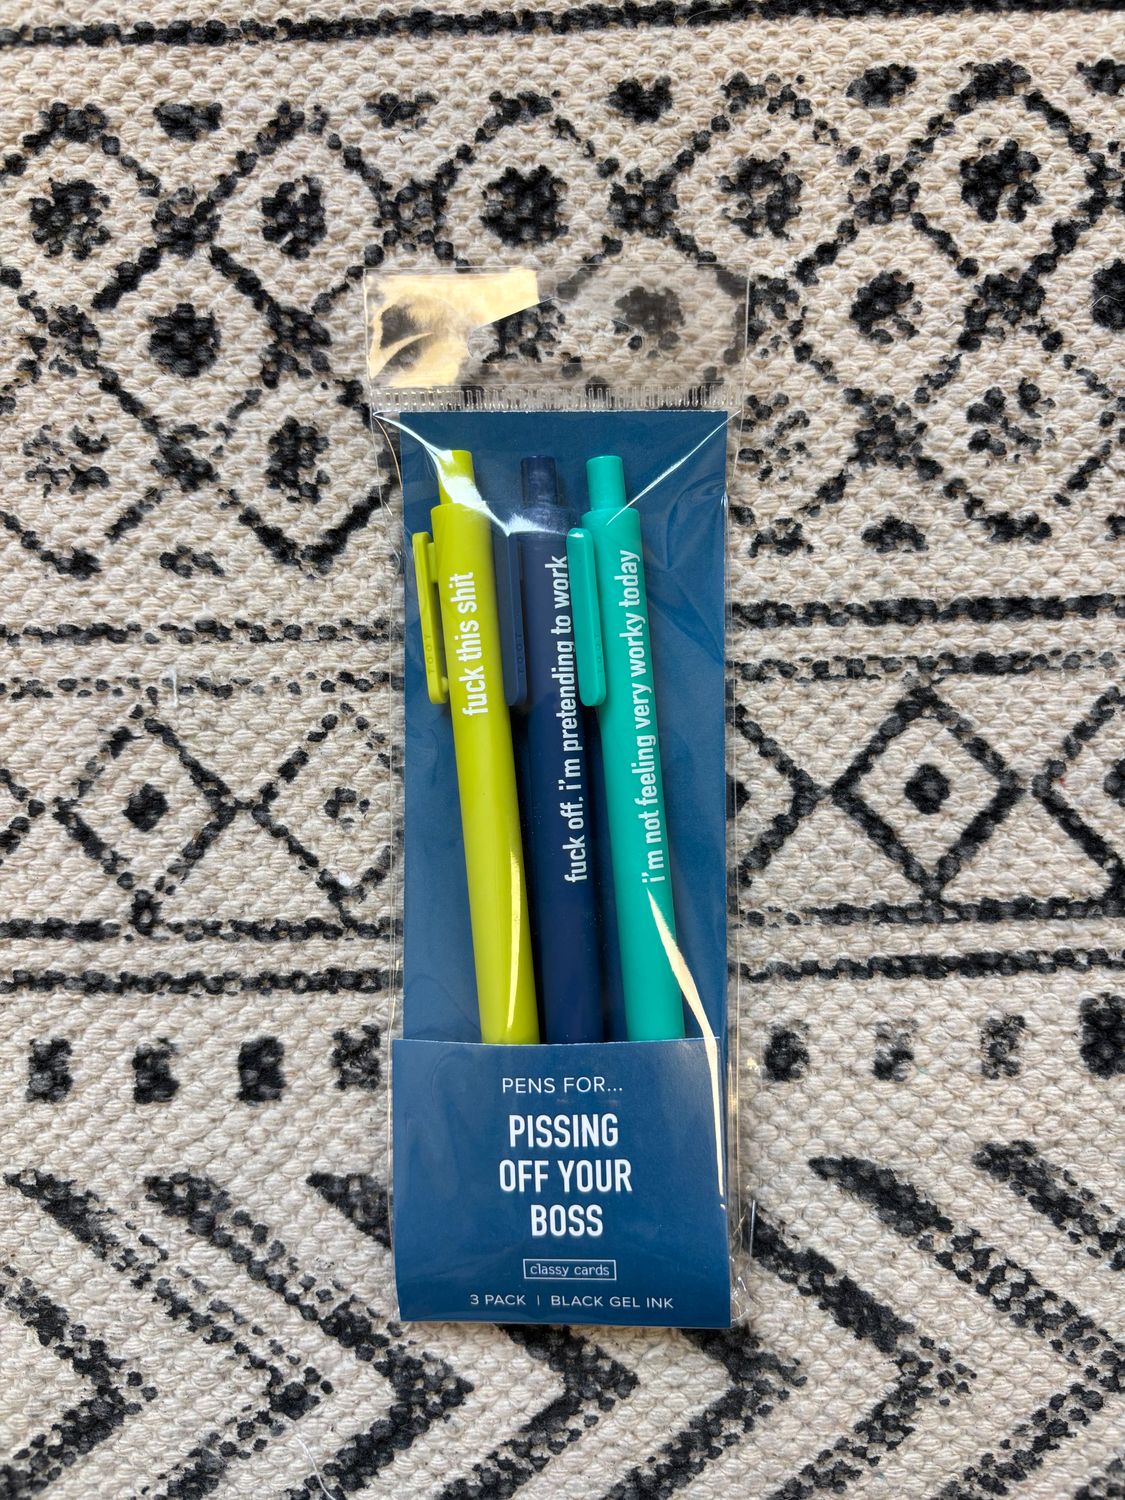 fuck this shit
fuck off, i'm pretending to work
i'm not feeling very worky today
PENS FOR...
PISSING
OFF YOUR
BOSS
classy cards
3 PACK | BLACK GEL INK